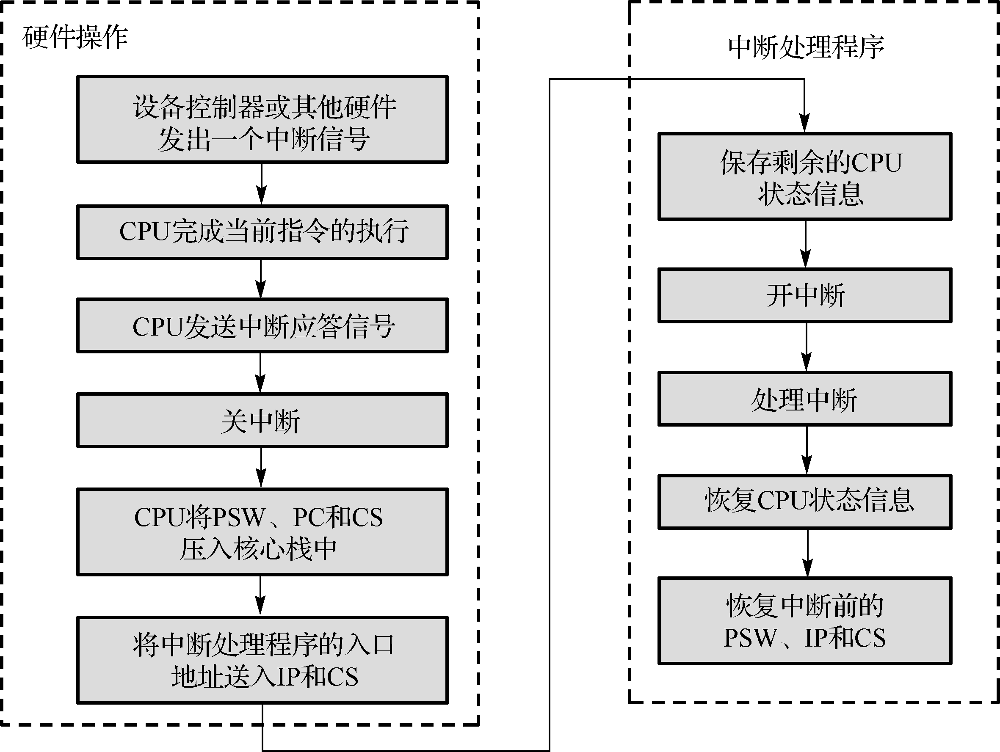 硬件操作
设备控制器或其他硬件
发出一个中断信号
CPU完成当前指令的执行
CPU发送中断应答信号
关中断
CPU将PSW、PC和CS
压入核心栈中
将中断处理程序的入口
地址送入IP和CS
中断处理程序
保存剩余的CPU
状态信息
开中断
处理中断
恢复CPU状态信息
恢复中断前的
PSW、IP和CS